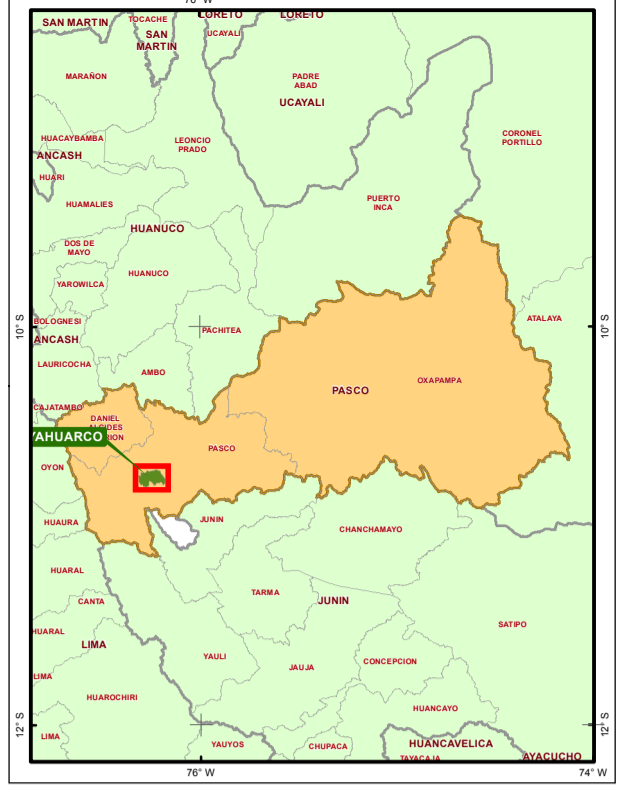 76° W
LORETO
LORETO
SAN MARTIN
TOCACHE
SAN
MARTIN
UCAYALI
MARAÑON
PADRE
ABAD
UCAYALI
HUACAYBAMBA
LEONCIO
PRADO
CORONEL
PORTILLO
ANCASH
HUARI
HUAMALIES
PUERTO
INCA
HUANUCO
DOS DE
MAYO
HUANUCO
YAROWILCA
BOLOGNESI
10° S
10° S
ATALAYA
PACHITEA
ANCASH
LAURICOCHA
AMBO
OXAPAMPA
PASCO
CAJATAMBO
DANIEL
YAHUARCO
PASCO
OYON
HUAURA
JUNIN
CHANCHAMAYO
HUARAL
TARMA
CANTA
JUNIN
SATIPO
HUARAL
LIMA
YAULI
JAUJA
CONCEPCION
LIMA
HUAROCHIRI
HUANCAYO
12° S
12° S
LIMA
YAUYOS
CHUPACA
HUANCAVELICA
TAYACAJA
AYACUCHO
76° W
74° W